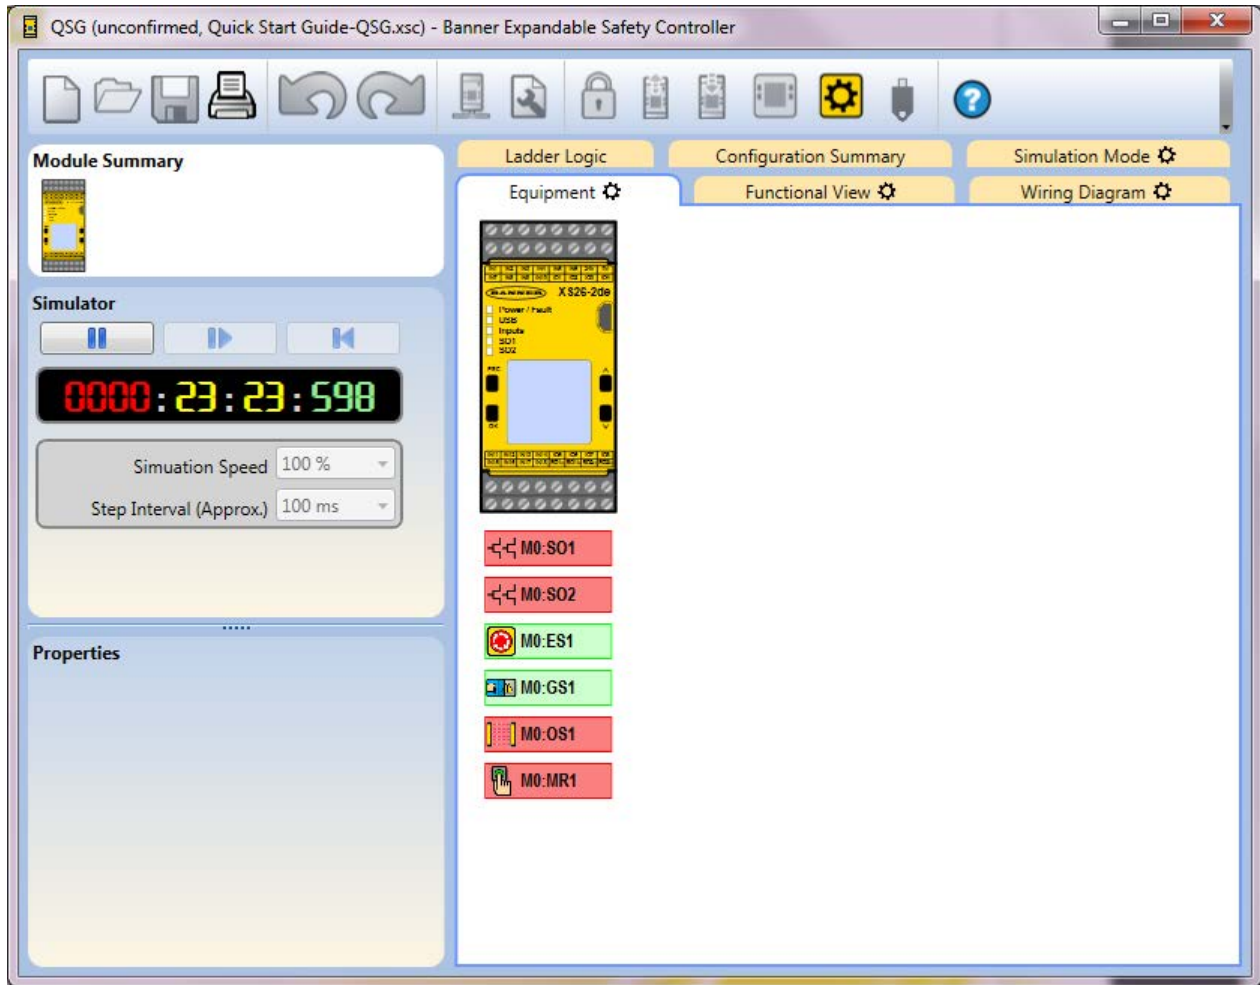 QSG (unconfirmed, Quick Start Guide-QSG.xsc) - Banner Expandable Safety Controller
Module Summary
Simulator
0000:23:23:598
Simuation Speed 100 %
Step Interval (Approx.) 100 ms
Properties
Ladder Logic
Configuration Summary
Simulation Mode
Equipment
Functional View
Wiring Diagram
BANNER XS26-2de
Power / Fault
USB
Inputs
SO1
SO2
ESC
OK
M0:SO1
M0:SO2
M0:ES1
M0:GS1
M0:OS1
M0:MR1